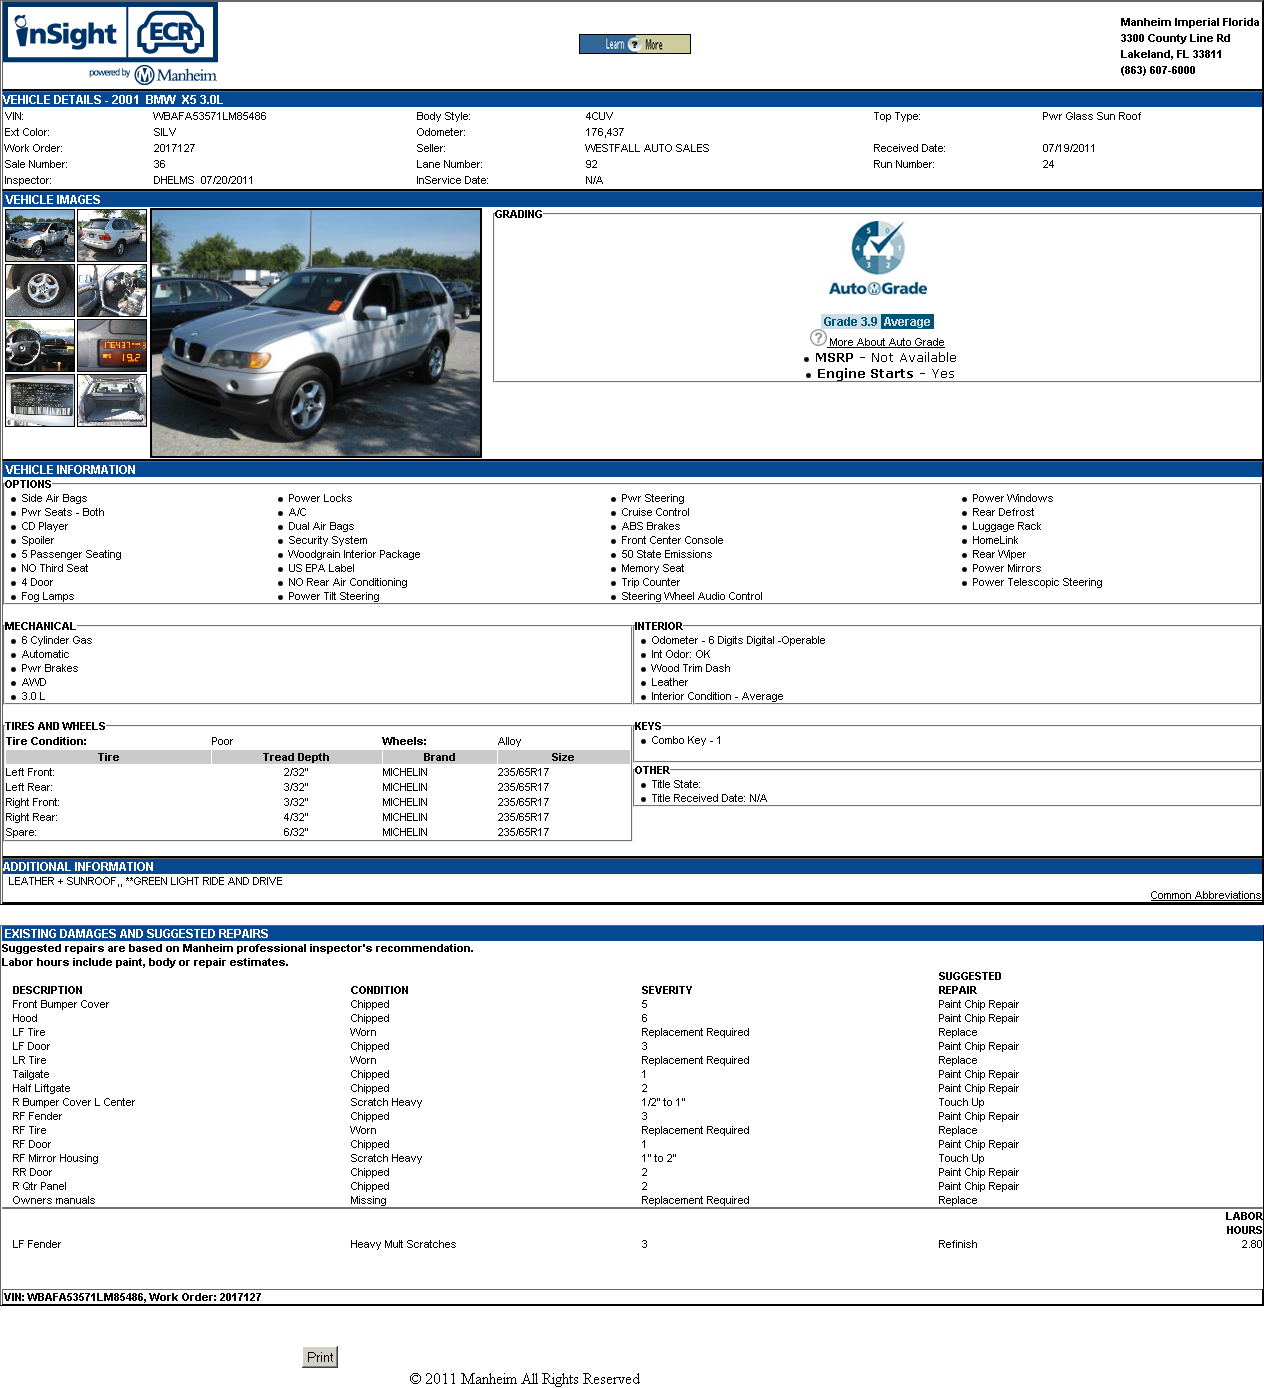 inSight ECR
powered by Manheim
Learn ? More
Manheim Imperial Florida
3300 County Line Rd
Lakeland, FL 33811
(863) 607-6000
VEHICLE DETAILS - 2001 BMW X5 3.0L
VIN: WBAFA53571LM85486 Body Style: 4CUV Top Type: Pwr Glass Sun Roof
Ext Color: SILV Odometer: 176,437
Work Order: 2017127 Seller: WESTFALL AUTO SALES Received Date: 07/19/2011
Sale Number: 36 Lane Number: 92 Run Number: 24
Inspector: DHELMS 07/20/2011 InService Date: N/A
VEHICLE IMAGES
176437
19.2
GRADING
5 4 3 2 1 0
AutoGrade
Grade 3.9 Average
? More About Auto Grade
• MSRP - Not Available
• Engine Starts - Yes
VEHICLE INFORMATION
OPTIONS
• Side Air Bags • Power Locks • Pwr Steering • Power Windows
• Pwr Seats - Both • A/C • Cruise Control • Rear Defrost
• CD Player • Dual Air Bags • ABS Brakes • Luggage Rack
• Spoiler • Security System • Front Center Console • HomeLink
• 5 Passenger Seating • Woodgrain Interior Package • 50 State Emissions • Rear Wiper
• NO Third Seat • US EPA Label • Memory Seat • Power Mirrors
• 4 Door • NO Rear Air Conditioning • Trip Counter • Power Telescopic Steering
• Fog Lamps • Power Tilt Steering • Steering Wheel Audio Control
MECHANICAL
• 6 Cylinder Gas
• Automatic
• Pwr Brakes
• AWD
• 3.0 L
INTERIOR
• Odometer - 6 Digits Digital -Operable
• Int Odor: OK
• Wood Trim Dash
• Leather
• Interior Condition - Average
TIRES AND WHEELS
Tire Condition: Poor Wheels: Alloy
Tire Tread Depth Brand Size
Left Front: 2/32" MICHELIN 235/65R17
Left Rear: 3/32" MICHELIN 235/65R17
Right Front: 3/32" MICHELIN 235/65R17
Right Rear: 4/32" MICHELIN 235/65R17
Spare: 6/32" MICHELIN 235/65R17
KEYS
• Combo Key - 1
OTHER
• Title State:
• Title Received Date: N/A
ADDITIONAL INFORMATION
LEATHER + SUNROOF,, **GREEN LIGHT RIDE AND DRIVE
Common Abbreviations
EXISTING DAMAGES AND SUGGESTED REPAIRS
Suggested repairs are based on Manheim professional inspector's recommendation.
Labor hours include paint, body or repair estimates.
DESCRIPTION CONDITION SEVERITY SUGGESTED REPAIR
Front Bumper Cover Chipped 5 Paint Chip Repair
Hood Chipped 6 Paint Chip Repair
LF Tire Worn Replacement Required Replace
LF Door Chipped 3 Paint Chip Repair
LR Tire Worn Replacement Required Replace
Tailgate Chipped 1 Paint Chip Repair
Half Liftgate Chipped 2 Paint Chip Repair
R Bumper Cover L Center Scratch Heavy 1/2" to 1" Touch Up
RF Fender Chipped 3 Paint Chip Repair
RF Tire Worn Replacement Required Replace
RF Door Chipped 1 Paint Chip Repair
RF Mirror Housing Scratch Heavy 1" to 2" Touch Up
RR Door Chipped 2 Paint Chip Repair
R Qtr Panel Chipped 2 Paint Chip Repair
Owners manuals Missing Replacement Required Replace
LABOR HOURS
LF Fender Heavy Mult Scratches 3 Refinish 2.80
VIN: WBAFA53571LM85486, Work Order: 2017127
Print
© 2011 Manheim All Rights Reserved